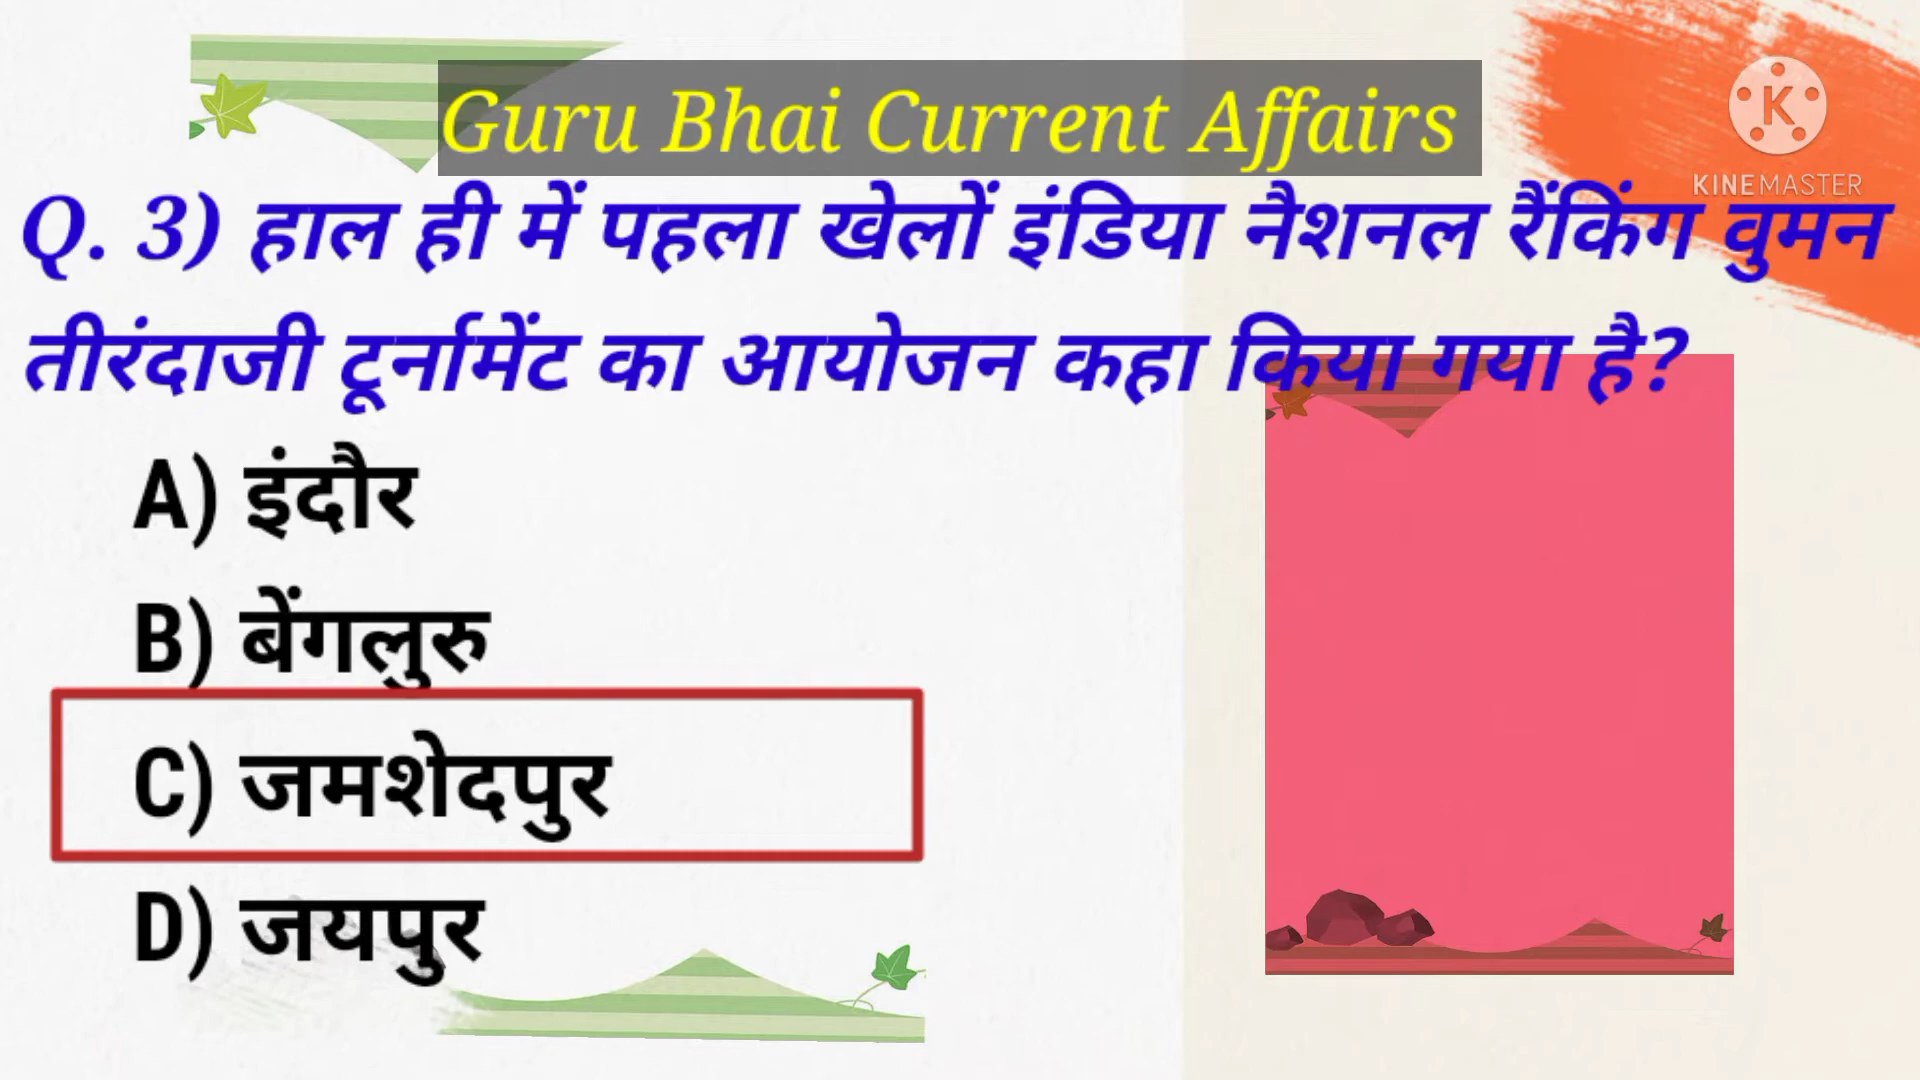 Guru Bhai Current Affairs
KINEMASTER
Q. 3) हाल ही में पहला खेलों इंडिया नैशनल रैंकिंग वुमन
तीरंदाजी टूर्नामेंट का आयोजन कहा किया गया है?
A) इंदौर
B) बेंगलुरु
C) जमशेदपुर
D) जयपुर